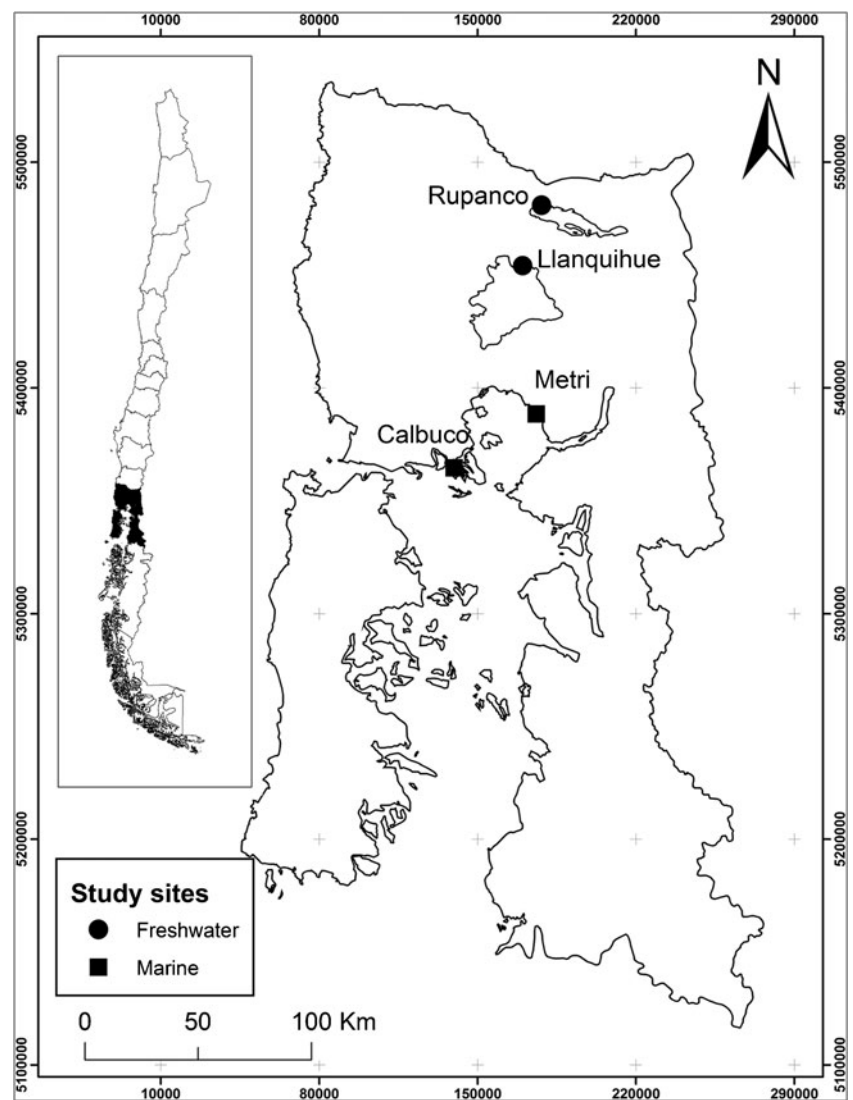 10000 80000 150000 220000 290000
N
5500000 5500000
Rupanco
Llanquihue
5400000 5400000
Metri
Calbuco
5300000 5300000
5200000 5200000
Study sites
Freshwater
Marine
0 50 100 Km
5100000 5100000
10000 80000 150000 220000 290000